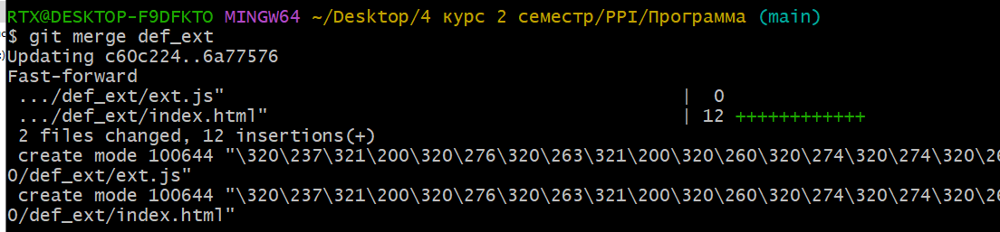 RTX@DESKTOP-F9DFKTO MINGW64 ~/Desktop/4 курс 2 семестр/PPI/Программа (main)
$ git merge def_ext
Updating c60c224..6a77576
Fast-forward
.../def_ext/ext.js" | 0
.../def_ext/index.html" | 12 ++++++++++++
2 files changed, 12 insertions(+)
create mode 100644 "\320\237\321\200\320\276\320\263\321\200\320\260\320\274\320\274\320\26
0/def_ext/ext.js"
create mode 100644 "\320\237\321\200\320\276\320\263\321\200\320\260\320\274\320\274\320\26
0/def_ext/index.html"